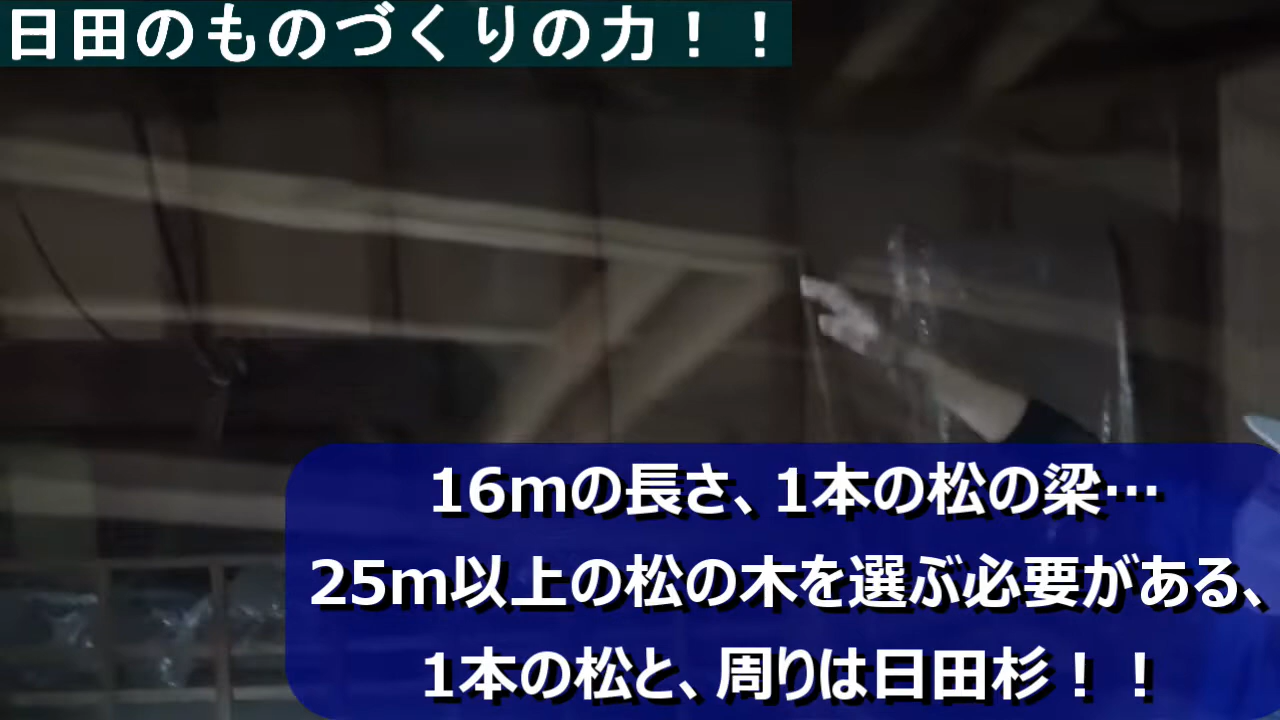 日田のものづくりの力！！
16mの長さ、1本の松の梁…
25m以上の松の木を選ぶ必要がある、
1本の松と、周りは日田杉！！